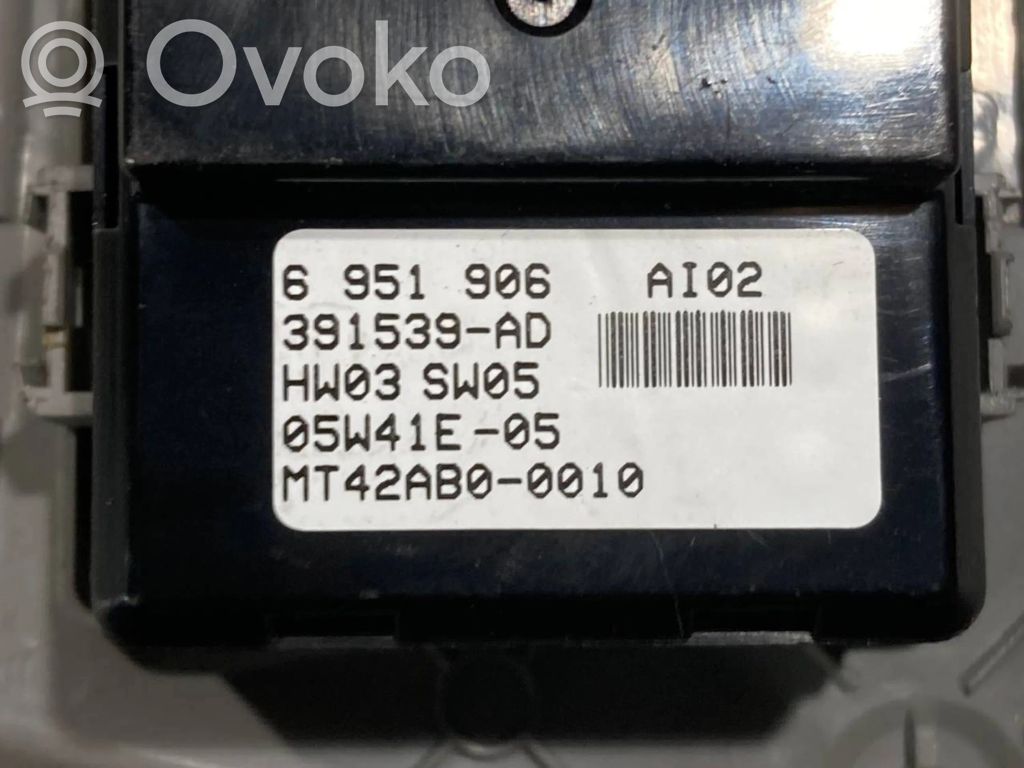 Ovoko
6 951 906 AI02
391539-AD
HW03 SW05
05W41E-05
MT42AB0-0010